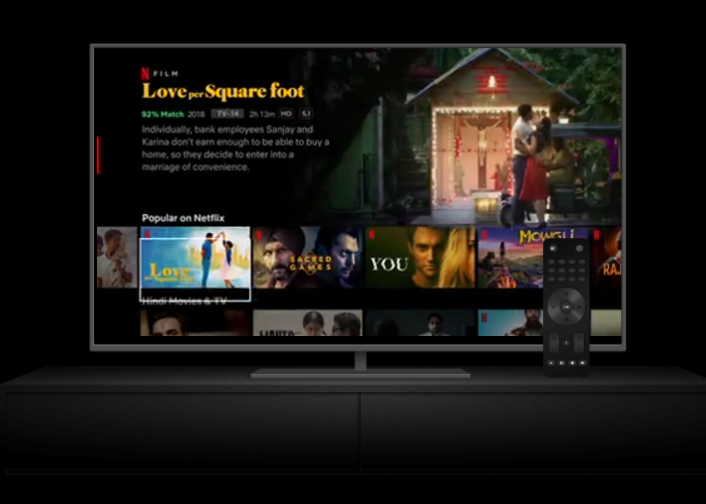 N FILM
Love per Square foot
92% Match 2018 TV-14 2h 13m HD 5.1
Individually, bank employees Sanjay and
Karina don't earn enough to be able to buy a
home, so they decide to enter into a
marriage of convenience.
Popular on Netflix
N N N N N
MOWGLI
Love
per Square foot
SACRED
GAMES
YOU
RAJ
Hindi Movies & TV
N